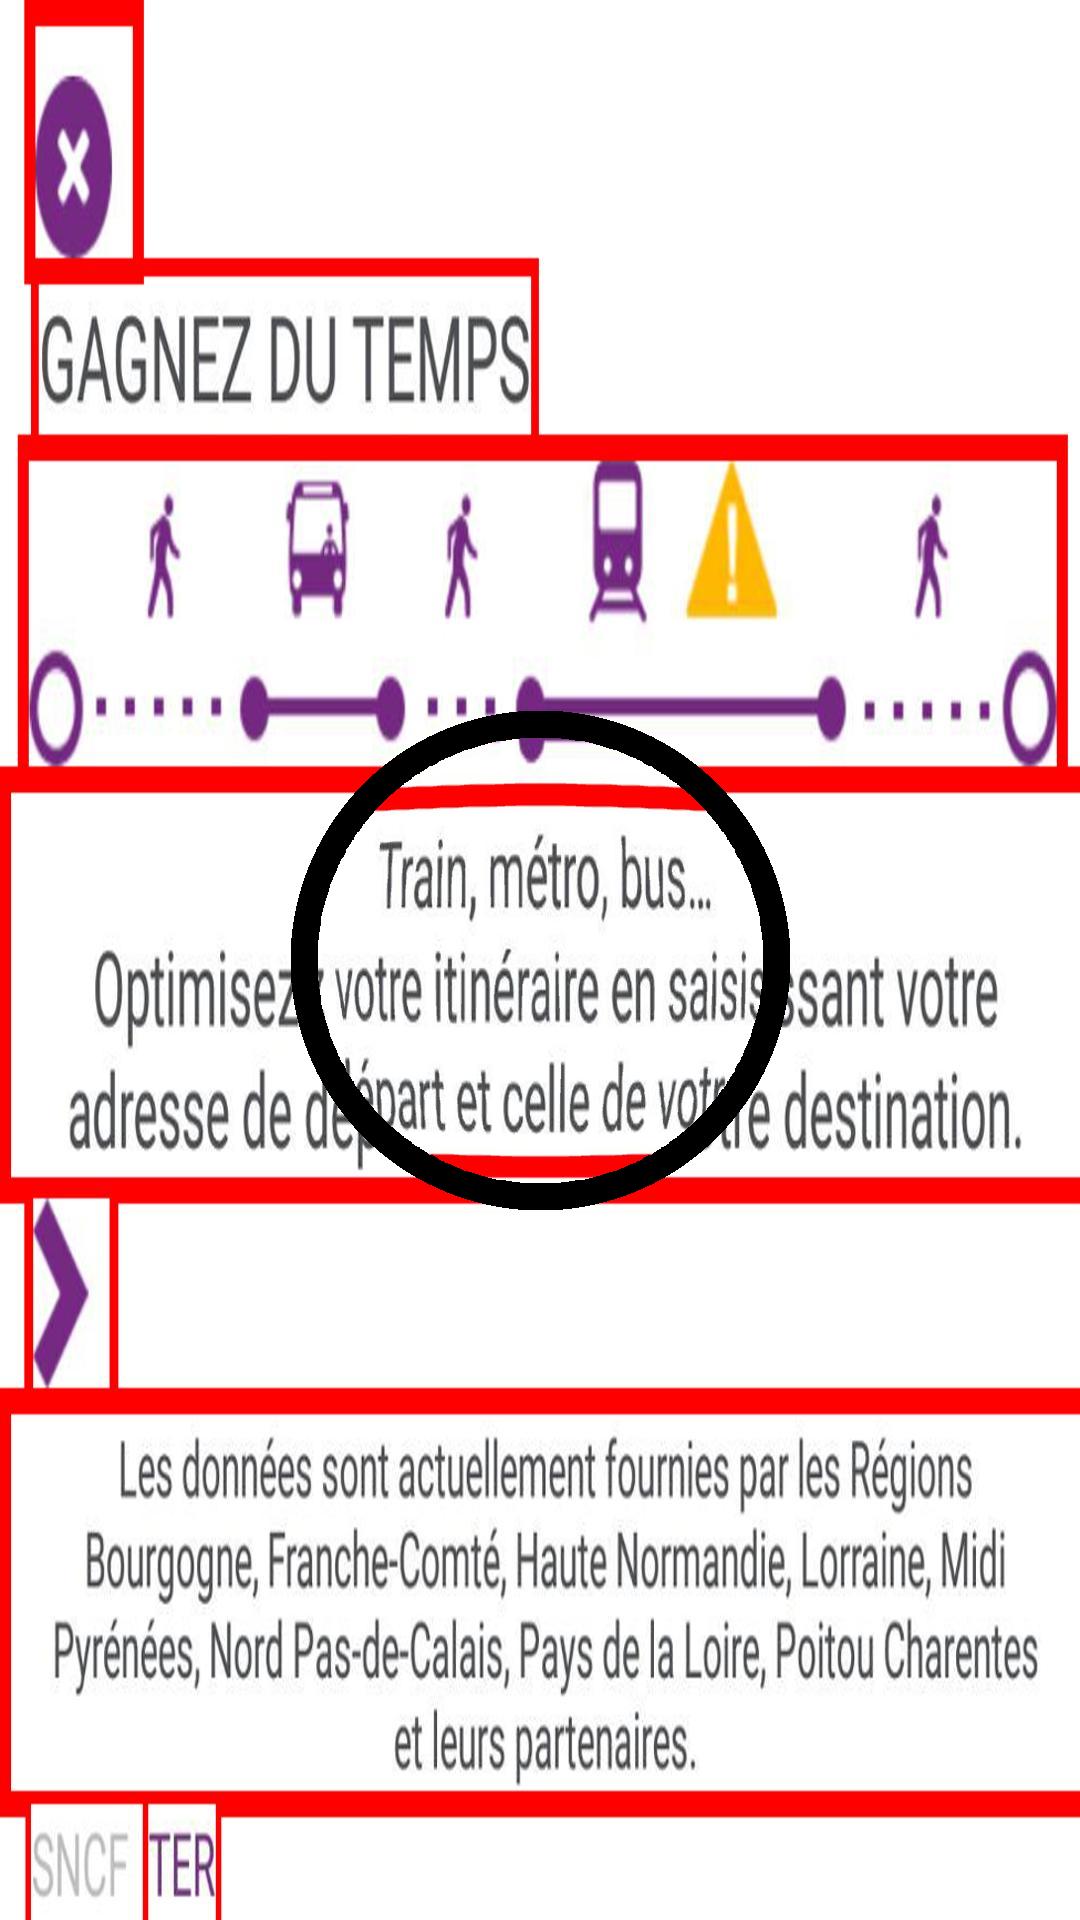 GAGNEZ DU TEMPS
Train, métro, bus...
Optimisez votre itinéraire en saisissant votre
adresse de départ et celle de votre destination.
Les données sont actuellement fournies par les Régions
Bourgogne, Franche-Comté, Haute Normandie, Lorraine, Midi
Pyrénées, Nord Pas-de-Calais, Pays de la Loire, Poitou Charentes
et leurs partenaires.
SNCF TER